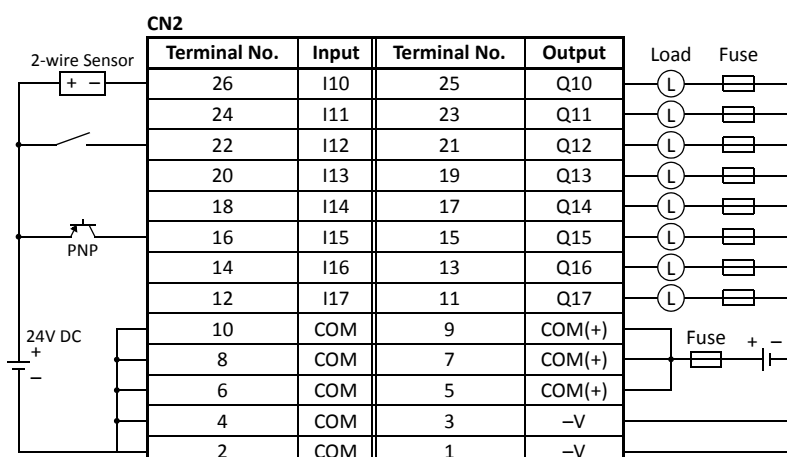 CN2
Terminal No. Input Terminal No. Output
2-wire Sensor
Load Fuse
+ –
26 I10 25 Q10 L
24 I11 23 Q11 L
22 I12 21 Q12 L
20 I13 19 Q13 L
18 I14 17 Q14 L
16 I15 15 Q15 L
PNP
14 I16 13 Q16 L
12 I17 11 Q17 L
10 COM 9 COM(+)
24V DC
Fuse + –
+
8 COM 7 COM(+)
–
6 COM 5 COM(+)
4 COM 3 –V
2 COM 1 –V